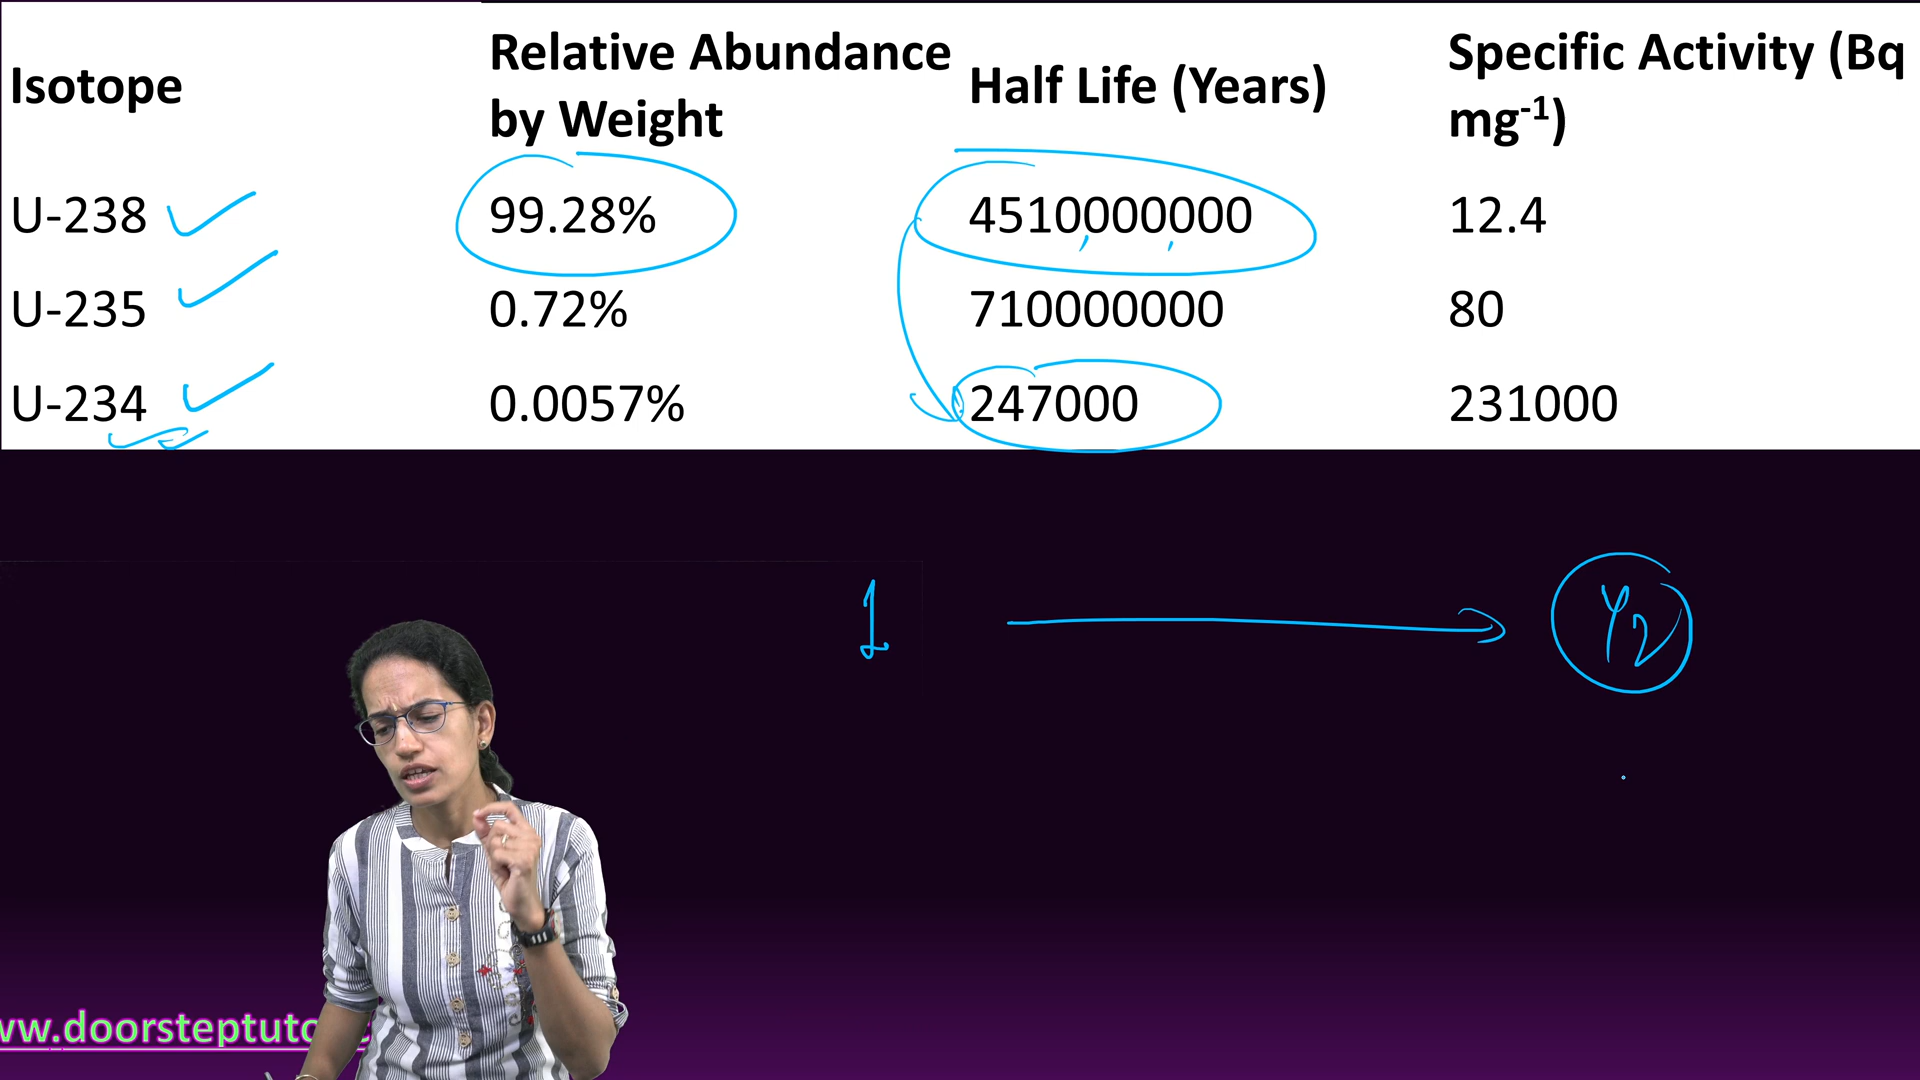 Isotope Relative Abundance by Weight Half Life (Years) Specific Activity (Bq mg-1)
U-238 99.28% 4510000000 12.4
U-235 0.72% 710000000 80
U-234 0.0057% 247000 231000
1 1/2
ww.doorsteptuto